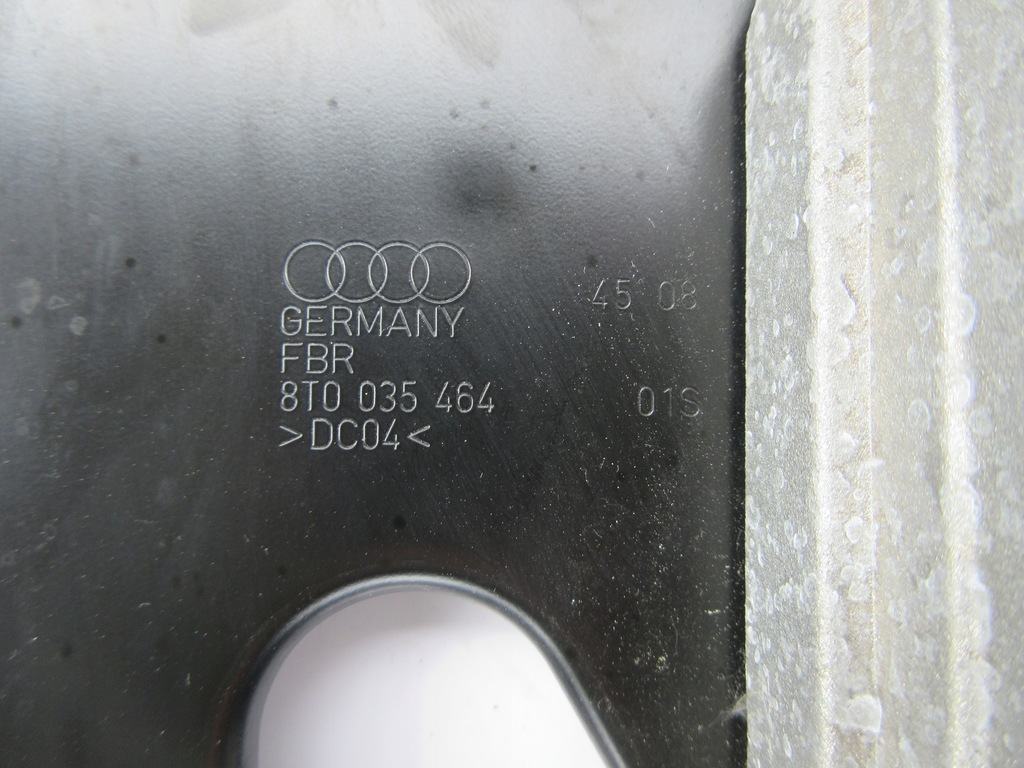 45 08
GERMANY
FBR
8T0 035 464 01S
>DC04<